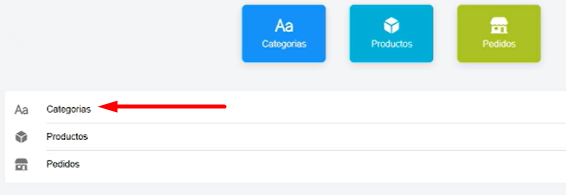 Aa
Categorias
Productos
Pedidos
Aa Categorias
Productos
Pedidos